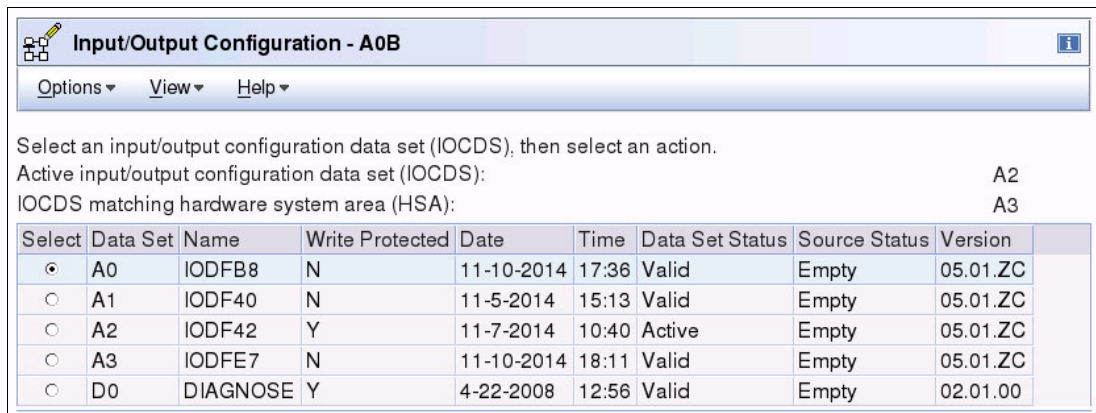 Input/Output Configuration - A0B
i
Options View Help
Select an input/output configuration data set (IOCDS), then select an action.
Active input/output configuration data set (IOCDS): A2
IOCDS matching hardware system area (HSA): A3
Select Data Set Name Write Protected Date Time Data Set Status Source Status Version
A0 IODFB8 N 11-10-2014 17:36 Valid Empty 05.01.ZC
A1 IODF40 N 11-5-2014 15:13 Valid Empty 05.01.ZC
A2 IODF42 Y 11-7-2014 10:40 Active Empty 05.01.ZC
A3 IODFE7 N 11-10-2014 18:11 Valid Empty 05.01.ZC
D0 DIAGNOSE Y 4-22-2008 12:56 Valid Empty 02.01.00